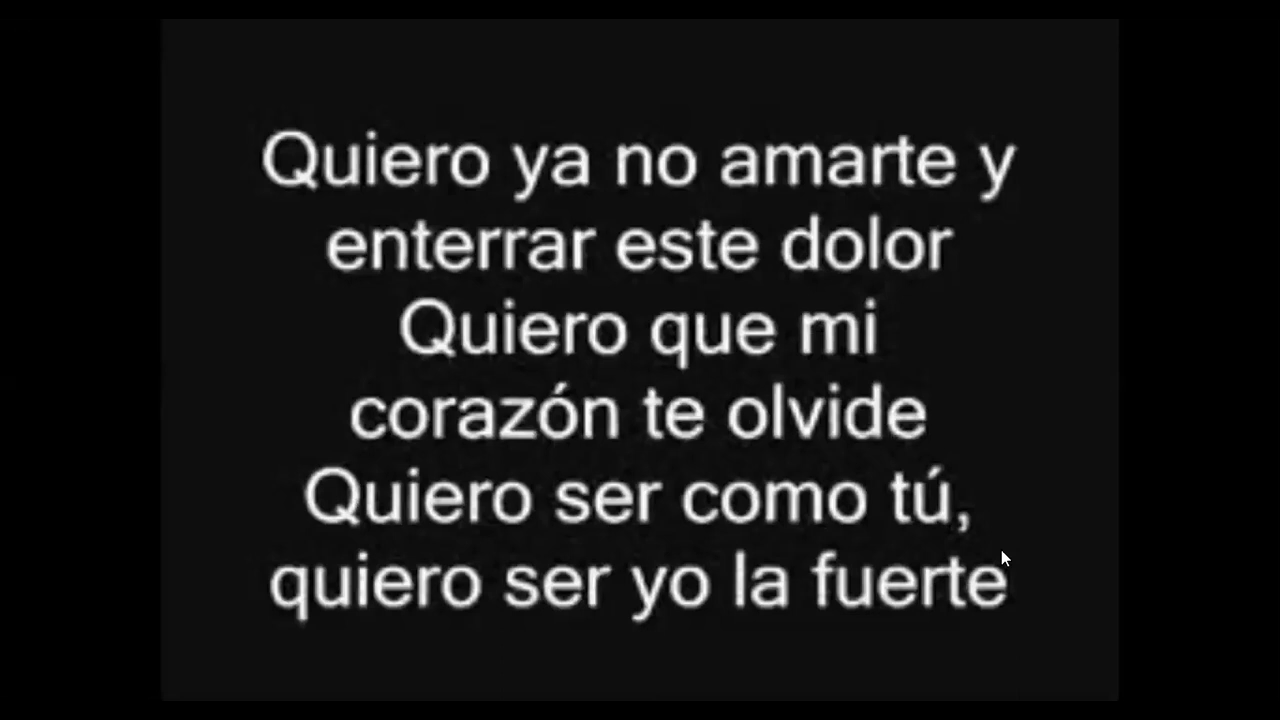 Quiero ya no amarte y
enterrar este dolor
Quiero que mi
corazón te olvide
Quiero ser como tú,
quiero ser yo la fuerte